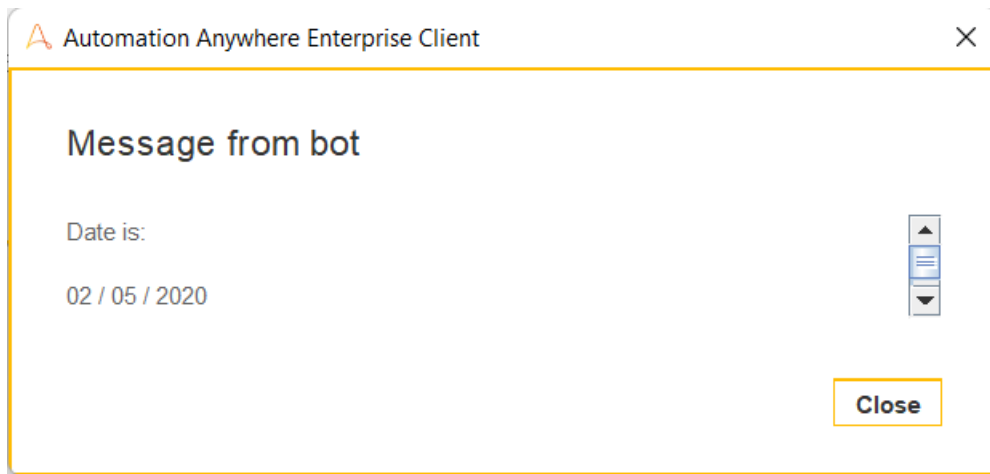 Automation Anywhere Enterprise Client
Message from bot
Date is:
02 / 05 / 2020
Close